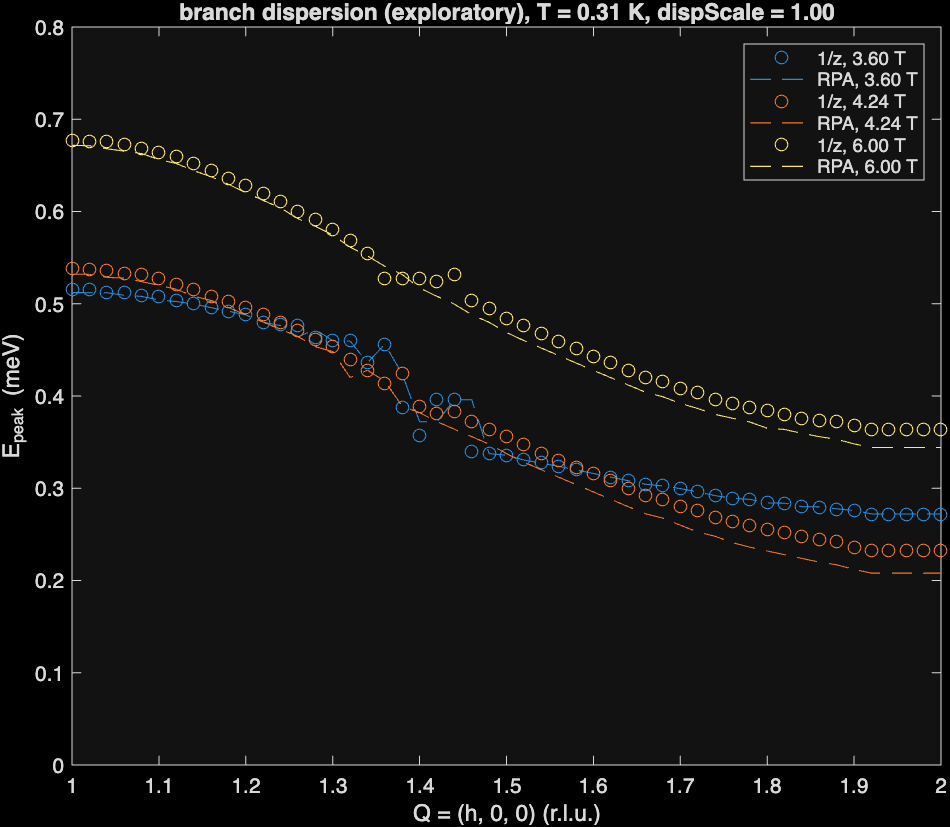 branch dispersion (exploratory), T = 0.31 K, dispScale = 1.00
1/z, 3.60 T
RPA, 3.60 T
1/z, 4.24 T
RPA, 4.24 T
1/z, 6.00 T
RPA, 6.00 T
0.8
0.7
0.6
0.5
0.4
0.3
0.2
0.1
0
E_peak (meV)
1 1.1 1.2 1.3 1.4 1.5 1.6 1.7 1.8 1.9 2
Q = (h, 0, 0) (r.l.u.)